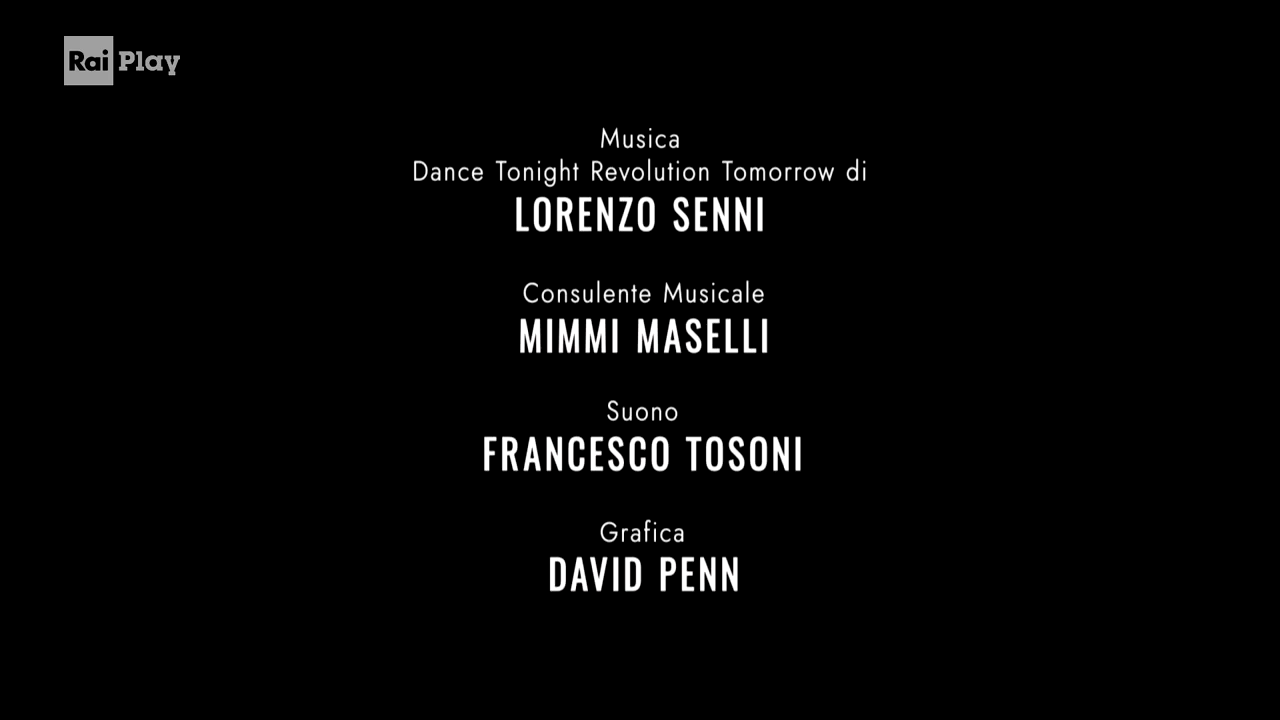 Rai Play
Musica
Dance Tonight Revolution Tomorrow di
LORENZO SENNI
Consulente Musicale
MIMMI MASELLI
Suono
FRANCESCO TOSONI
Grafica
DAVID PENN